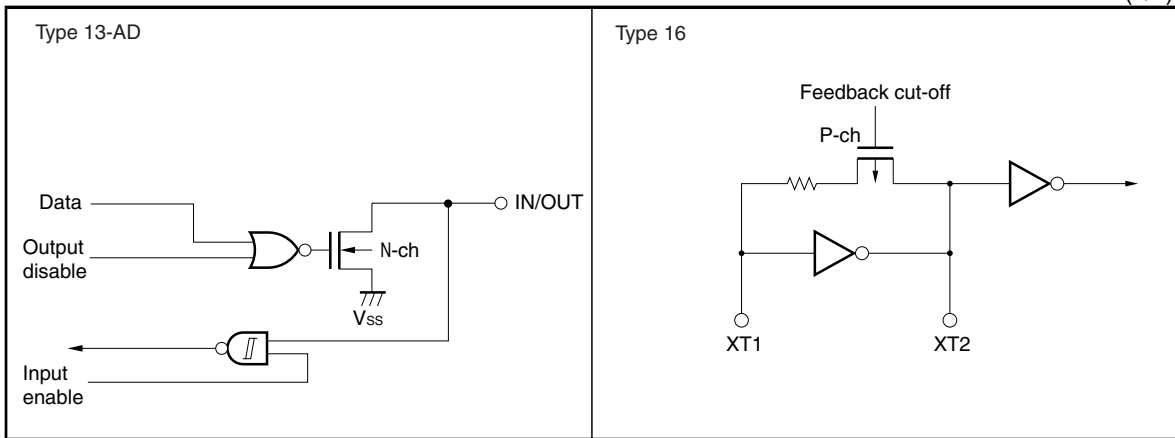 Type 13-AD
Data
Output
disable
IN/OUT
N-ch
VSS
Input
enable
Type 16
Feedback cut-off
P-ch
XT1
XT2